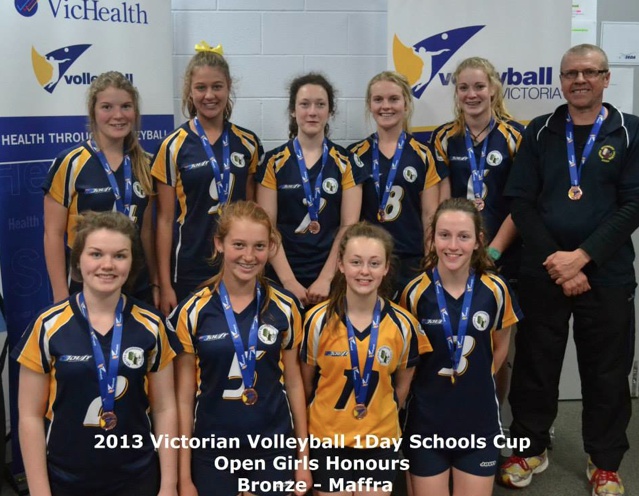 VicHealth
volleyball
volleyball
VICTORIA
HEALTH THROUGH VOLLEYBALL
2013 Victorian Volleyball 1Day Schools Cup
Open Girls Honours
Bronze - Maffra